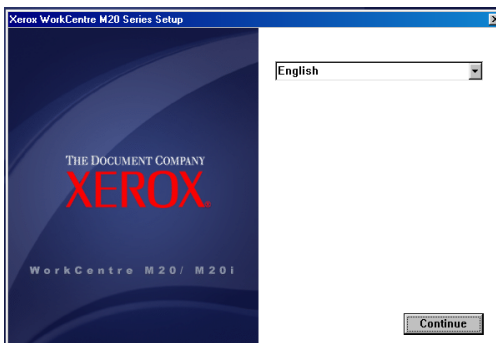 Xerox WorkCentre M20 Series Setup
English
THE DOCUMENT COMPANY
XEROX.
WorkCentre M20/ M20i
Continue